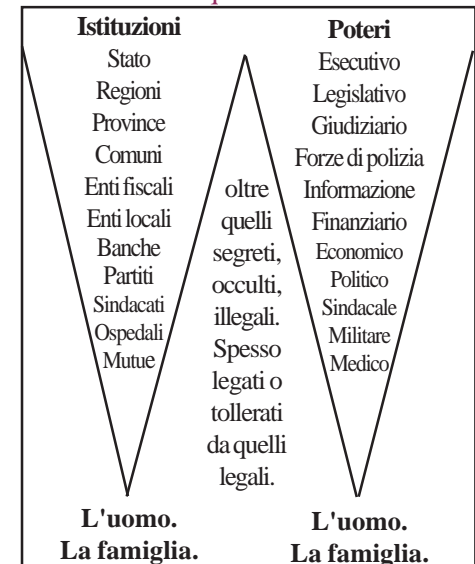 Istituzioni
Stato
Regioni
Province
Comuni
Enti fiscali
Enti locali
Banche
Partiti
Sindacati
Ospedali
Mutue
L'uomo.
La famiglia.
oltre
quelli
segreti,
occulti,
illegali.
Spesso
legati o
tollerati
da quelli
legali.
Poteri
Esecutivo
Legislativo
Giudiziario
Forze di polizia
Informazione
Finanziario
Economico
Politico
Sindacale
Militare
Medico
L'uomo.
La famiglia.